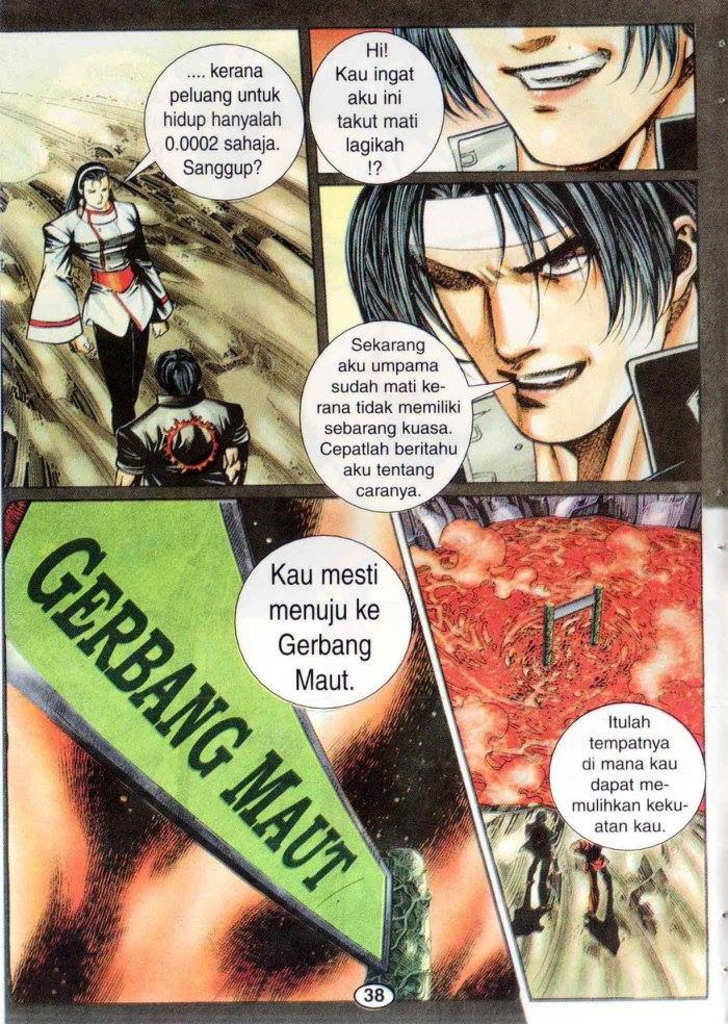 .... kerana
peluang untuk
hidup hanyalah
0.0002 sahaja.
Sanggup?
Hi!
Kau ingat
aku ini
takut mati
lagikah
!?
Sekarang
aku umpama
sudah mati ke-
rana tidak memiliki
sebarang kuasa.
Cepatlah beritahu
aku tentang
caranya.
GERBANG MAUT
Kau mesti
menuju ke
Gerbang
Maut.
Itulah
tempatnya
di mana kau
dapat me-
mulihkan keku-
atan kau.
38